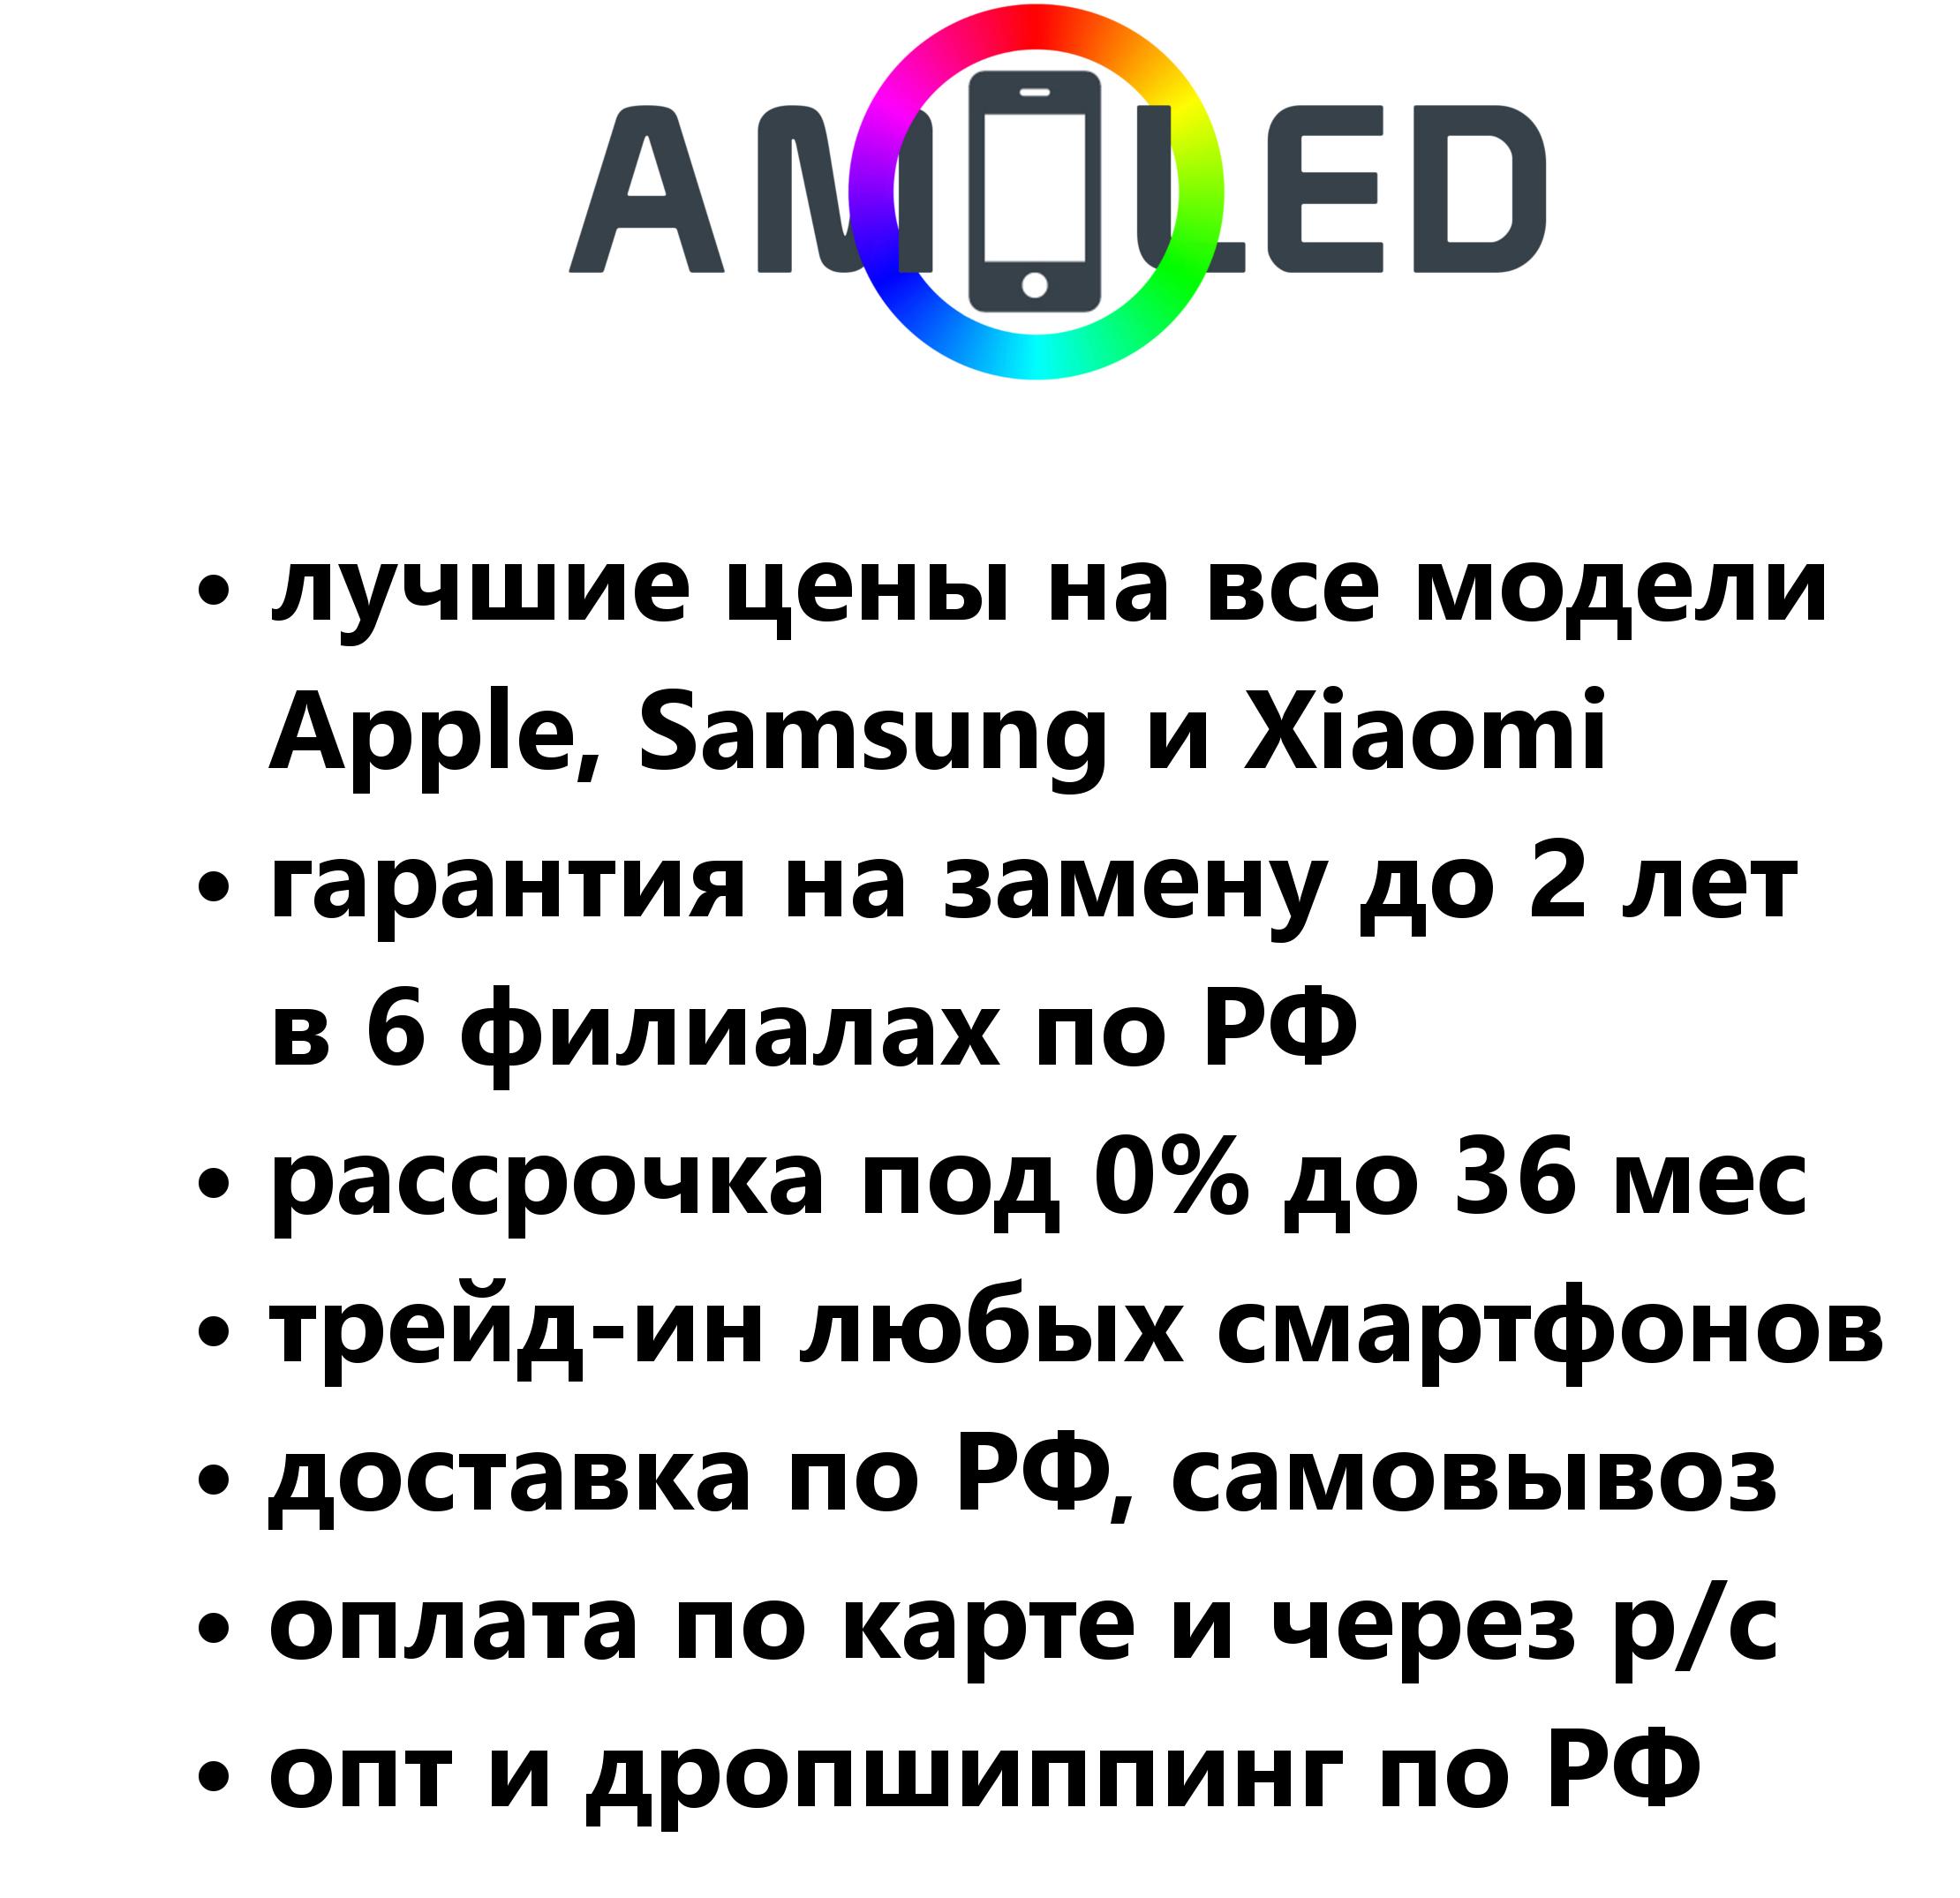 AMOLED
• лучшие цены на все модели
Apple, Samsung и Xiaomi
• гарантия на замену до 2 лет
в 6 филиалах по РФ
• рассрочка под 0% до 36 мес
• трейд-ин любых смартфонов
• доставка по РФ, самовывоз
• оплата по карте и через р/с
• опт и дропшиппинг по РФ